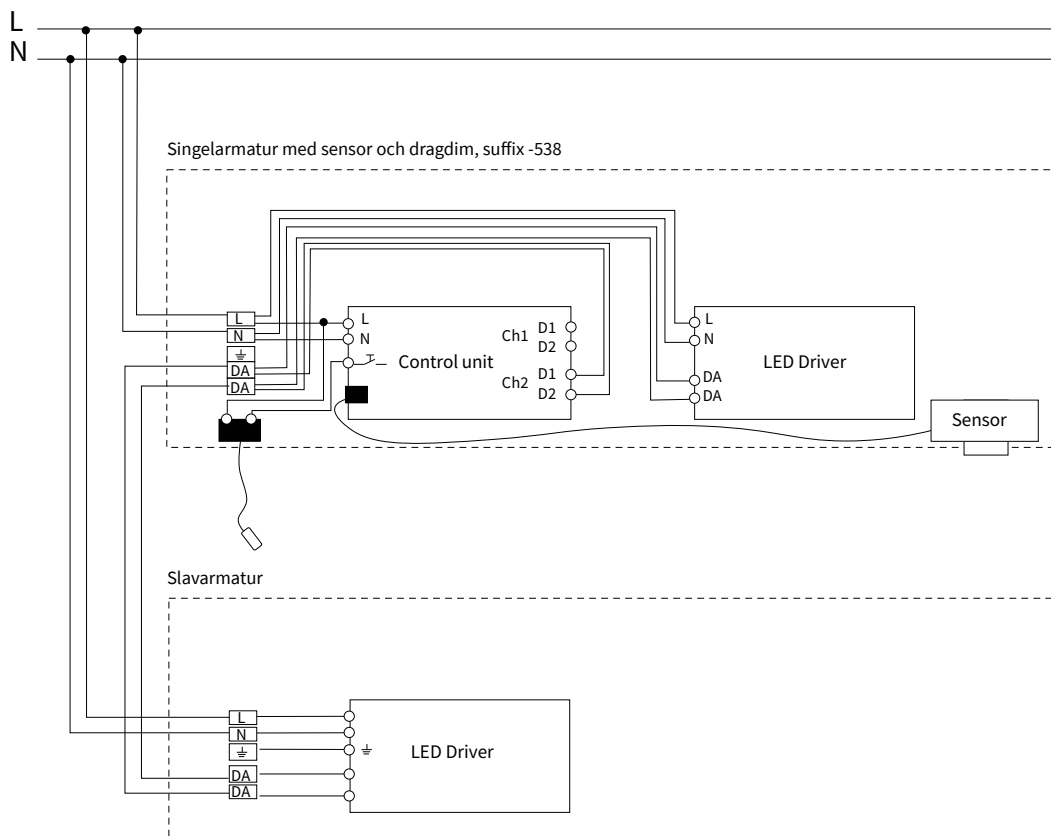 L
N
Singelarmatur med sensor och dragdim, suffix -538
L
N
DA
DA
L
N
Control unit
Ch1
D1
D2
Ch2
D1
D2
L
N
DA
DA
LED Driver
Sensor
Slavarmatur
L
N
DA
DA
LED Driver